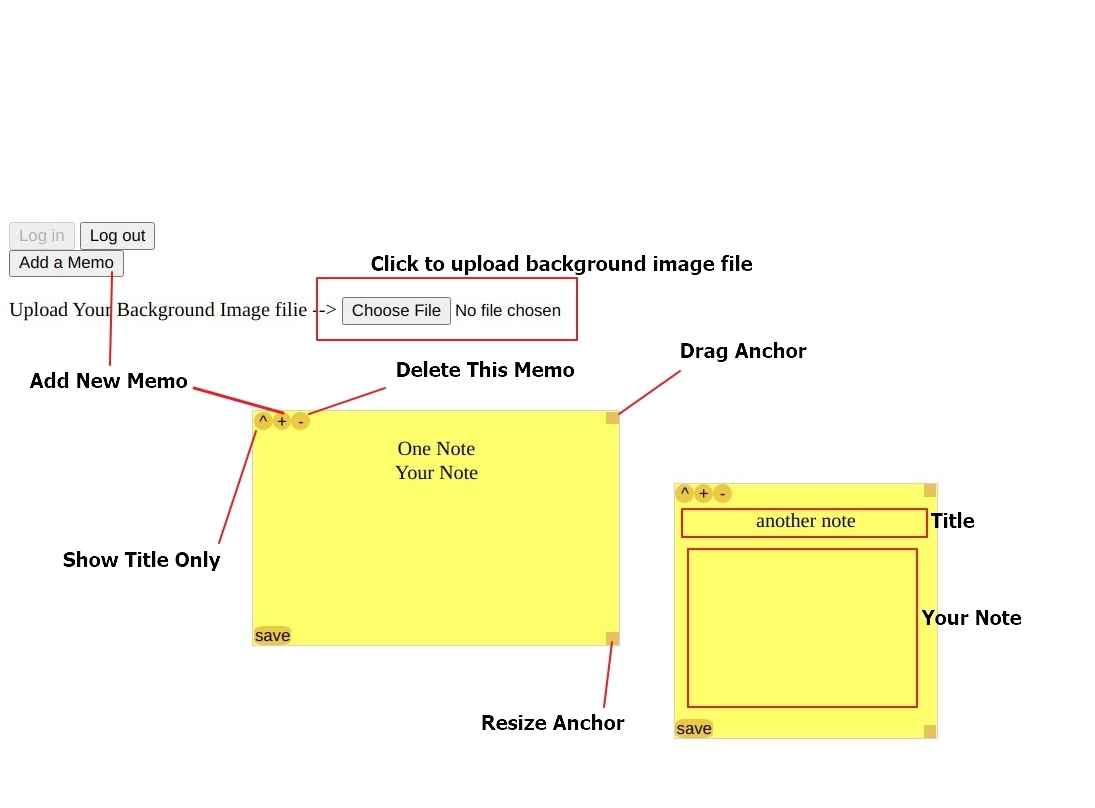 Log in Log out
Add a Memo
Click to upload background image file
Upload Your Background Image filie --> Choose File No file chosen
Drag Anchor
Delete This Memo
Add New Memo
^ + -
One Note
Your Note
^ + -
another note
Title
Show Title Only
Your Note
save
Resize Anchor
save